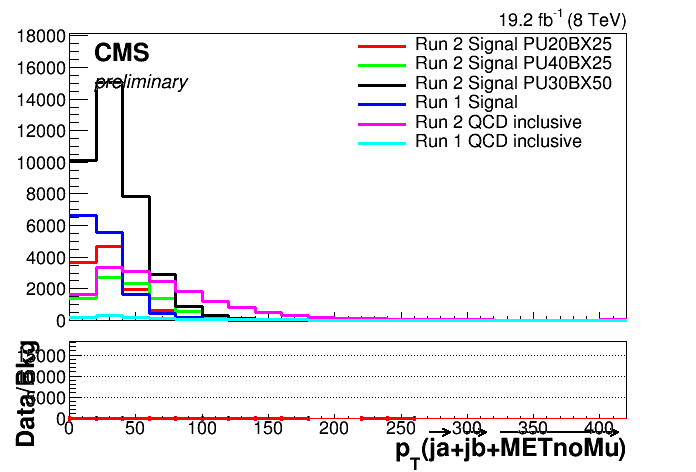 19.2 fb-1 (8 TeV)
CMS
preliminary
Run 2 Signal PU20BX25
Run 2 Signal PU40BX25
Run 2 Signal PU30BX50
Run 1 Signal
Run 2 QCD inclusive
Run 1 QCD inclusive
18000
16000
14000
12000
10000
8000
6000
4000
2000
0
Data/Bkg
0
0 50 100 150 200 250 300 350 400
pT(ja+jb+METnoMu)